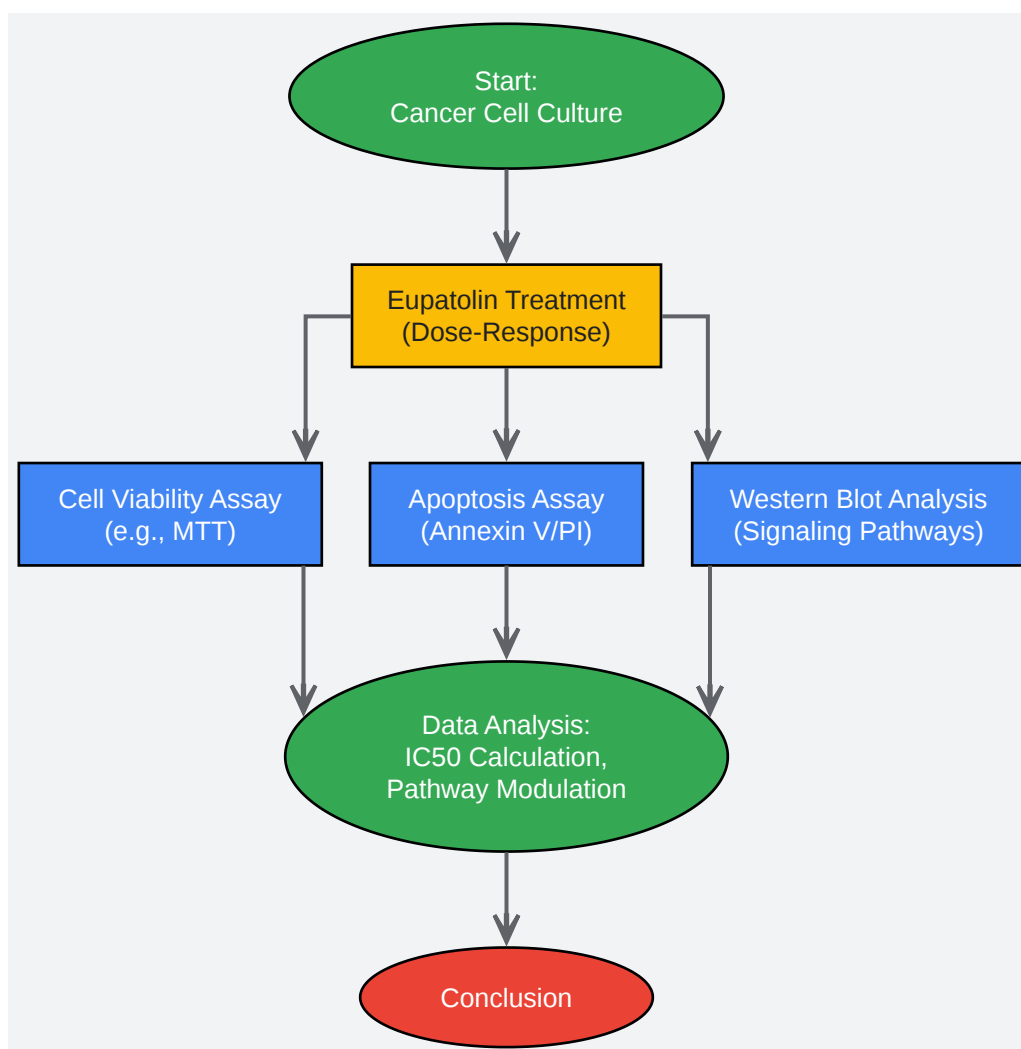 Start:
Cancer Cell Culture
Eupatolin Treatment
(Dose-Response)
Cell Viability Assay
(e.g., MTT)
Apoptosis Assay
(Annexin V/PI)
Western Blot Analysis
(Signaling Pathways)
Data Analysis:
IC50 Calculation,
Pathway Modulation
Conclusion